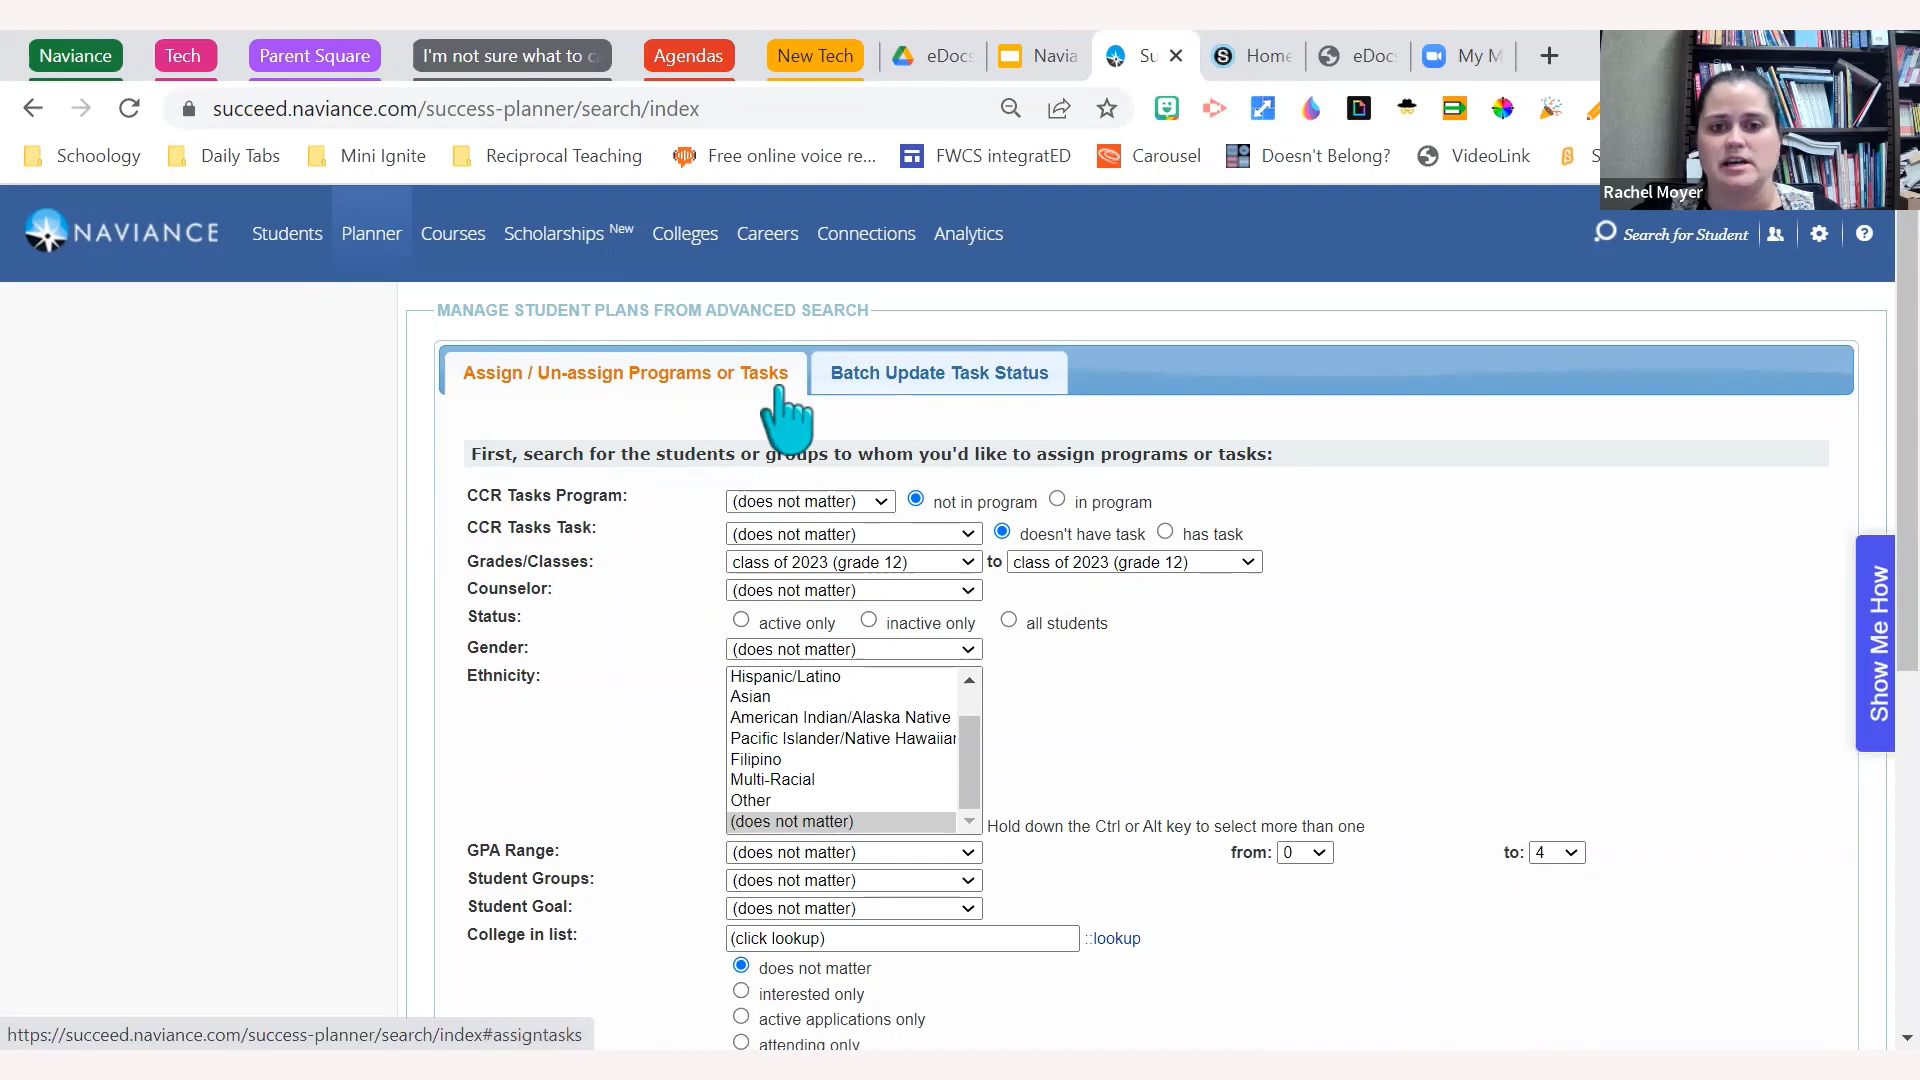 Naviance
Tech
Parent Square
I'm not sure what to c
Agendas
New Tech
eDocs
Navia
Su
Home
eDoc
My M
succeed.naviance.com/success-planner/search/index
Schoology
Daily Tabs
Mini Ignite
Reciprocal Teaching
Free online voice re...
FWCS integratED
Carousel
Doesn't Belong?
VideoLink
S
Rachel Moyer
NAVIANCE
Students
Planner
Courses
Scholarships New
Colleges
Careers
Connections
Analytics
Search for Student
MANAGE STUDENT PLANS FROM ADVANCED SEARCH
Assign / Un-assign Programs or Tasks
Batch Update Task Status
First, search for the students or groups to whom you'd like to assign programs or tasks:
CCR Tasks Program: (does not matter) not in program in program
CCR Tasks Task: (does not matter) doesn't have task has task
Grades/Classes: class of 2023 (grade 12) to class of 2023 (grade 12)
Counselor: (does not matter)
Status: active only inactive only all students
Gender: (does not matter)
Ethnicity: Hispanic/Latino
Asian
American Indian/Alaska Native
Pacific Islander/Native Hawaiian
Filipino
Multi-Racial
Other
(does not matter) Hold down the Ctrl or Alt key to select more than one
GPA Range: (does not matter) from: 0 to: 4
Student Groups: (does not matter)
Student Goal: (does not matter)
College in list: (click lookup) ::lookup
does not matter
interested only
active applications only
attending only
Show Me How
https://succeed.naviance.com/success-planner/search/index#assigntasks